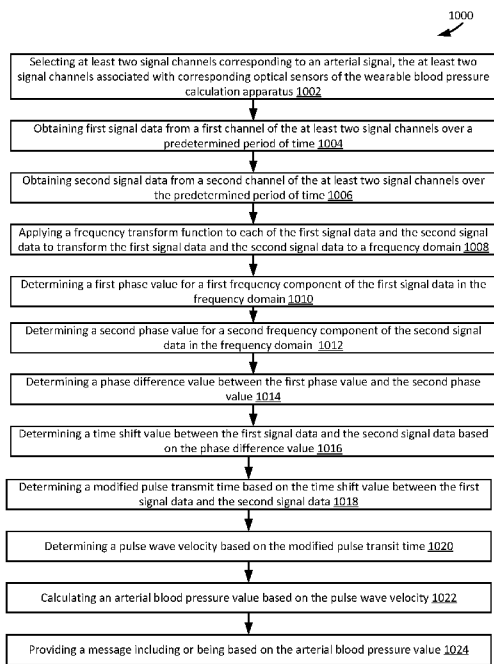 1000
Selecting at least two signal channels corresponding to an arterial signal, the at least two
signal channels associated with corresponding optical sensors of the wearable blood pressure
calculation apparatus 1002
Obtaining first signal data from a first channel of the at least two signal channels over a
predetermined period of time 1004
Obtaining second signal data from a second channel of the at least two signal channels over
the predetermined period of time 1006
Applying a frequency transform function to each of the first signal data and the second signal
data to transform the first signal data and the second signal data to a frequency domain 1008
Determining a first phase value for a first frequency component of the first signal data in the
frequency domain 1010
Determining a second phase value for a second frequency component of the second signal
data in the frequency domain 1012
Determining a phase difference value between the first phase value and the second phase
value 1014
Determining a time shift value between the first signal data and the second signal data based
on the phase difference value 1016
Determining a modified pulse transmit time based on the time shift value between the first
signal data and the second signal data 1018
Determining a pulse wave velocity based on the modified pulse transit time 1020
Calculating an arterial blood pressure value based on the pulse wave velocity 1022
Providing a message including or being based on the arterial blood pressure value 1024